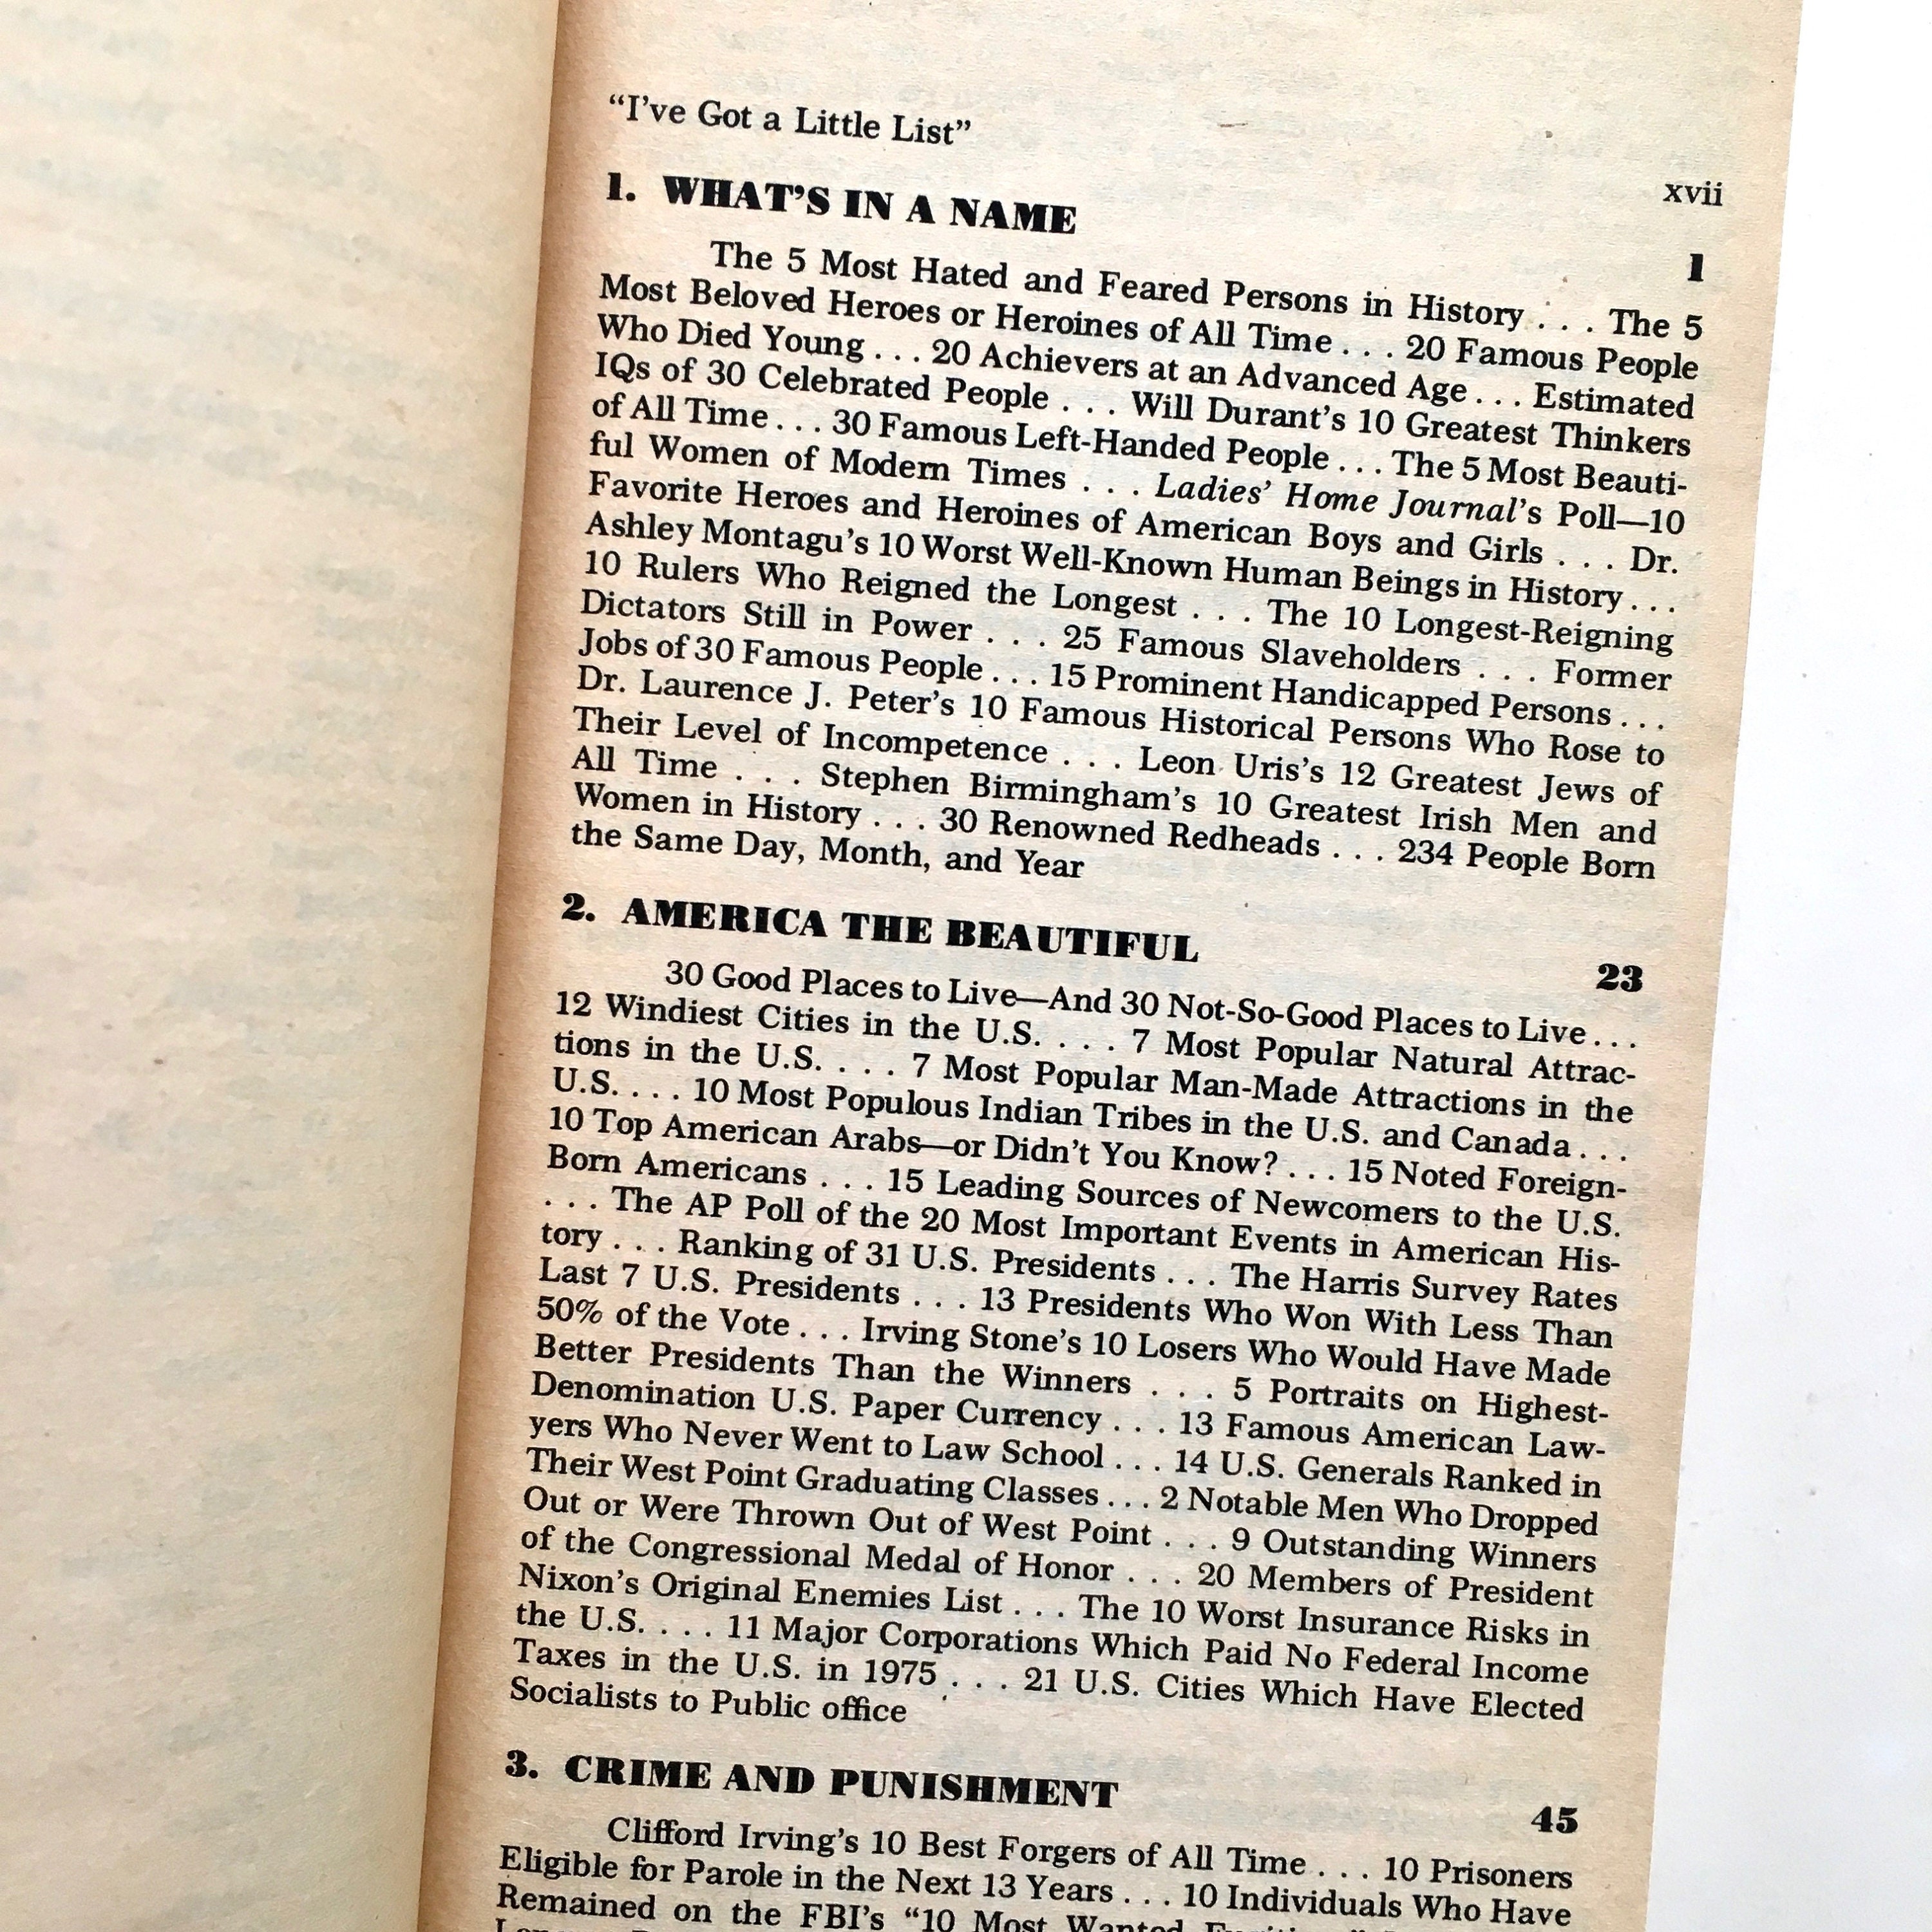 “I’ve Got a Little List”
xvii
1. WHAT’S IN A NAME
1
The 5 Most Hated and Feared Persons in History . . . The 5
Most Beloved Heroes or Heroines of All Time . . . 20 Famous People
Who Died Young . . . 20 Achievers at an Advanced Age . . . Estimated
IQs of 30 Celebrated People . . . Will Durant’s 10 Greatest Thinkers
of All Time . . . 30 Famous Left-Handed People . . . The 5 Most Beauti-
ful Women of Modern Times . . . Ladies’ Home Journal’s Poll—10
Favorite Heroes and Heroines of American Boys and Girls . . . Dr.
Ashley Montagu’s 10 Worst Well-Known Human Beings in History . . .
10 Rulers Who Reigned the Longest . . . The 10 Longest-Reigning
Dictators Still in Power . . . 25 Famous Slaveholders . . . Former
Jobs of 30 Famous People . . . 15 Prominent Handicapped Persons . . .
Dr. Laurence J. Peter’s 10 Famous Historical Persons Who Rose to
Their Level of Incompetence . . . Leon Uris’s 12 Greatest Jews of
All Time . . . Stephen Birmingham’s 10 Greatest Irish Men and
Women in History . . . 30 Renowned Redheads . . . 234 People Born
the Same Day, Month, and Year
2. AMERICA THE BEAUTIFUL
23
30 Good Places to Live—And 30 Not-So-Good Places to Live . . .
12 Windiest Cities in the U.S. . . . 7 Most Popular Natural Attrac-
tions in the U.S. . . . 7 Most Popular Man-Made Attractions in the
U.S. . . . 10 Most Populous Indian Tribes in the U.S. and Canada . . .
10 Top American Arabs—or Didn’t You Know? . . . 15 Noted Foreign-
Born Americans . . . 15 Leading Sources of Newcomers to the U.S.
. . . The AP Poll of the 20 Most Important Events in American His-
tory . . . Ranking of 31 U.S. Presidents . . . The Harris Survey Rates
Last 7 U.S. Presidents . . . 13 Presidents Who Won With Less Than
50% of the Vote . . . Irving Stone’s 10 Losers Who Would Have Made
Better Presidents Than the Winners . . . 5 Portraits on Highest-
Denomination U.S. Paper Currency . . . 13 Famous American Law-
yers Who Never Went to Law School . . . 14 U.S. Generals Ranked in
Their West Point Graduating Classes . . . 2 Notable Men Who Dropped
Out or Were Thrown Out of West Point . . . 9 Outstanding Winners
of the Congressional Medal of Honor . . . 20 Members of President
Nixon’s Original Enemies List . . . The 10 Worst Insurance Risks in
the U.S. . . . 11 Major Corporations Which Paid No Federal Income
Taxes in the U.S. in 1975 . . . 21 U.S. Cities Which Have Elected
Socialists to Public office
3. CRIME AND PUNISHMENT
45
Clifford Irving’s 10 Best Forgers of All Time . . . 10 Prisoners
Eligible for Parole in the Next 13 Years . . . 10 Individuals Who Have
Remained on the FBI’s “10 Most Wanted